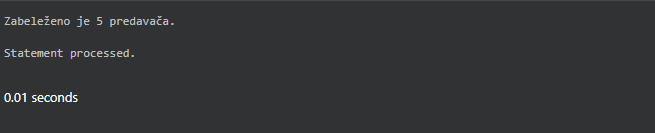 Zabeleženo je 5 predavača.
Statement processed.
0.01 seconds